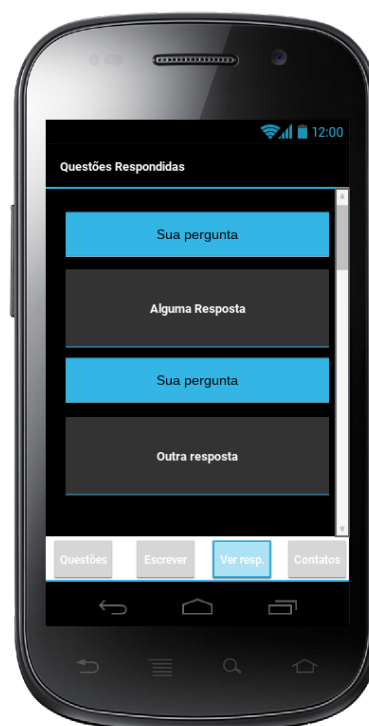 12:00
Questões Respondidas
Sua pergunta
Alguma Resposta
Sua pergunta
Outra resposta
Questões Escrever Ver resp. Contatos